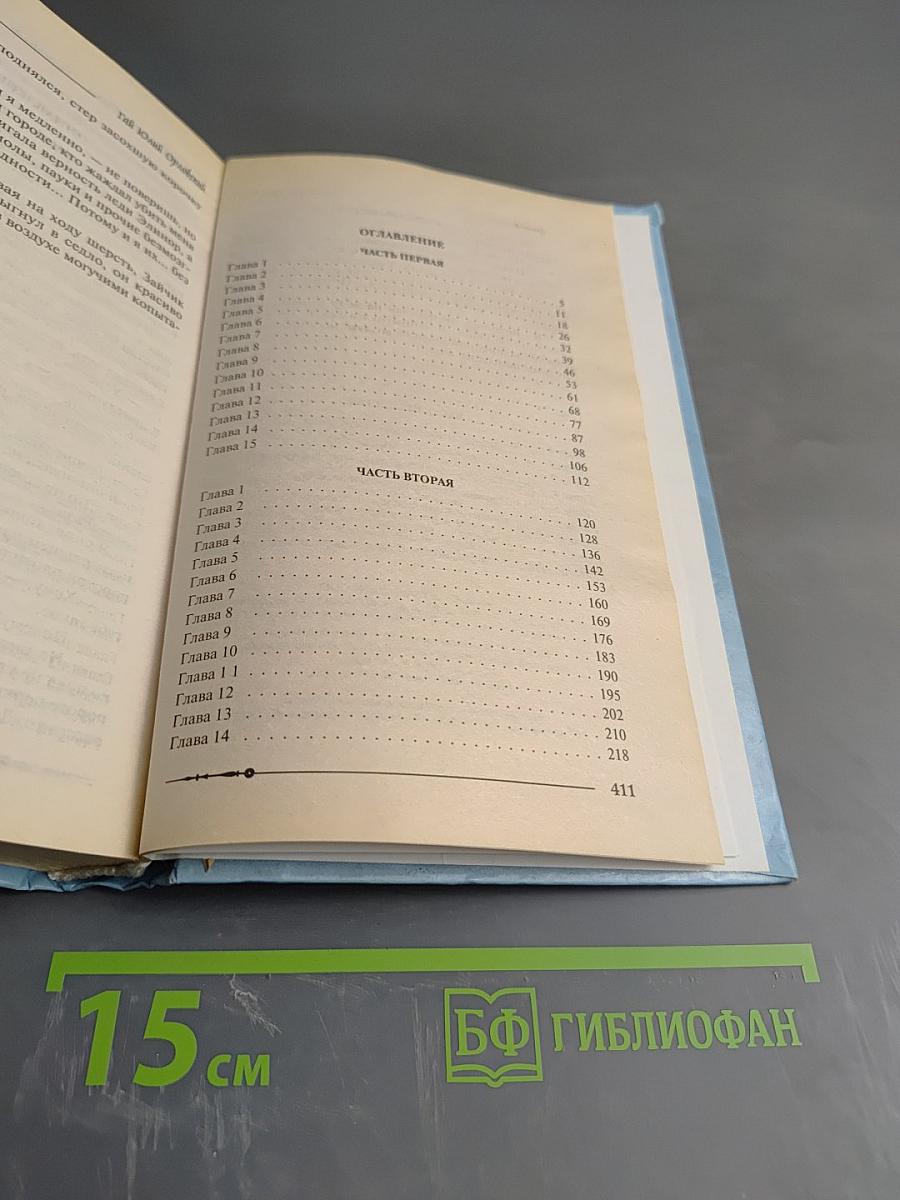 Гай Юлий Орловский
поднялся, стер засохшую корочку
я медленно, — не поверишь, но
городе, кто жаждал убить меня
верность леди Элинор, а
пауки и прочие безмозг-
Потому и я их... без
на ходу шерсть. Зайчик
в седло, он красиво
воздухе могучими копыта-
ОГЛАВЛЕНИЕ
ЧАСТЬ ПЕРВАЯ
Глава 1 5
Глава 2 11
Глава 3 18
Глава 4 26
Глава 5 32
Глава 6 39
Глава 7 46
Глава 8 53
Глава 9 61
Глава 10 68
Глава 11 77
Глава 12 87
Глава 13 98
Глава 14 106
Глава 15 112
ЧАСТЬ ВТОРАЯ
Глава 1 120
Глава 2 128
Глава 3 136
Глава 4 142
Глава 5 153
Глава 6 160
Глава 7 169
Глава 8 176
Глава 9 183
Глава 10 190
Глава 1 1 195
Глава 12 202
Глава 13 210
Глава 14 218
411
15 см
БФ ГИБЛИОФАН